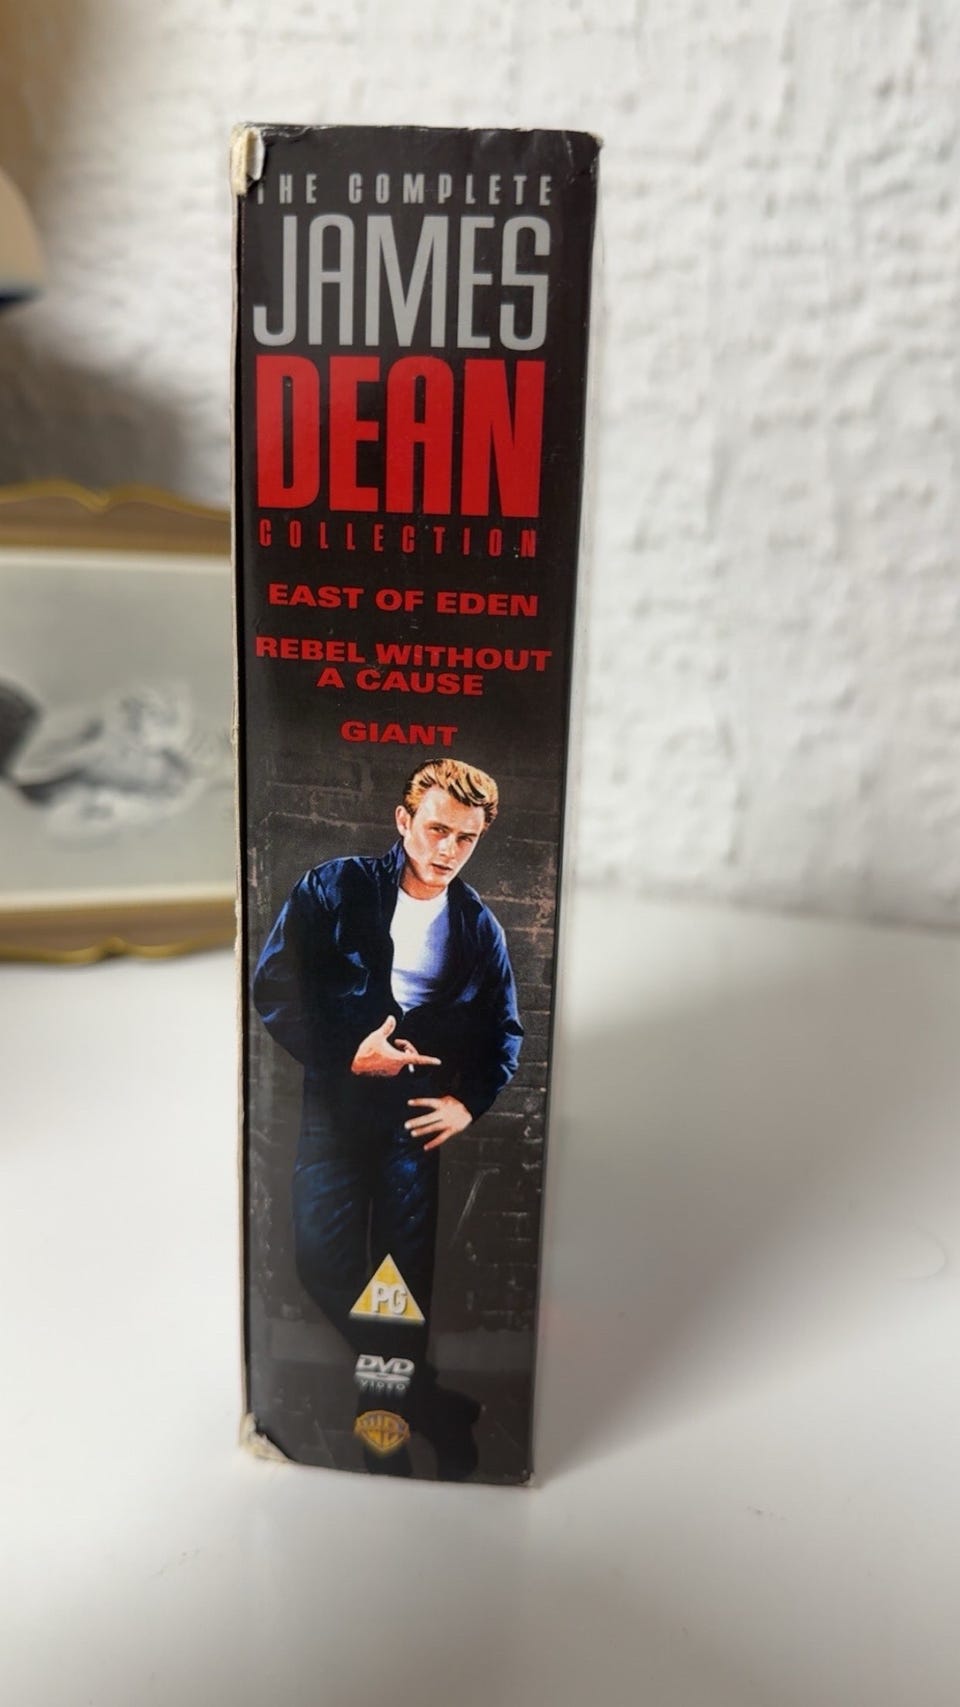 THE COMPLETE
JAMES
DEAN
COLLECTION
EAST OF EDEN
REBEL WITHOUT
A CAUSE
GIANT
PG
DVD
VIDEO